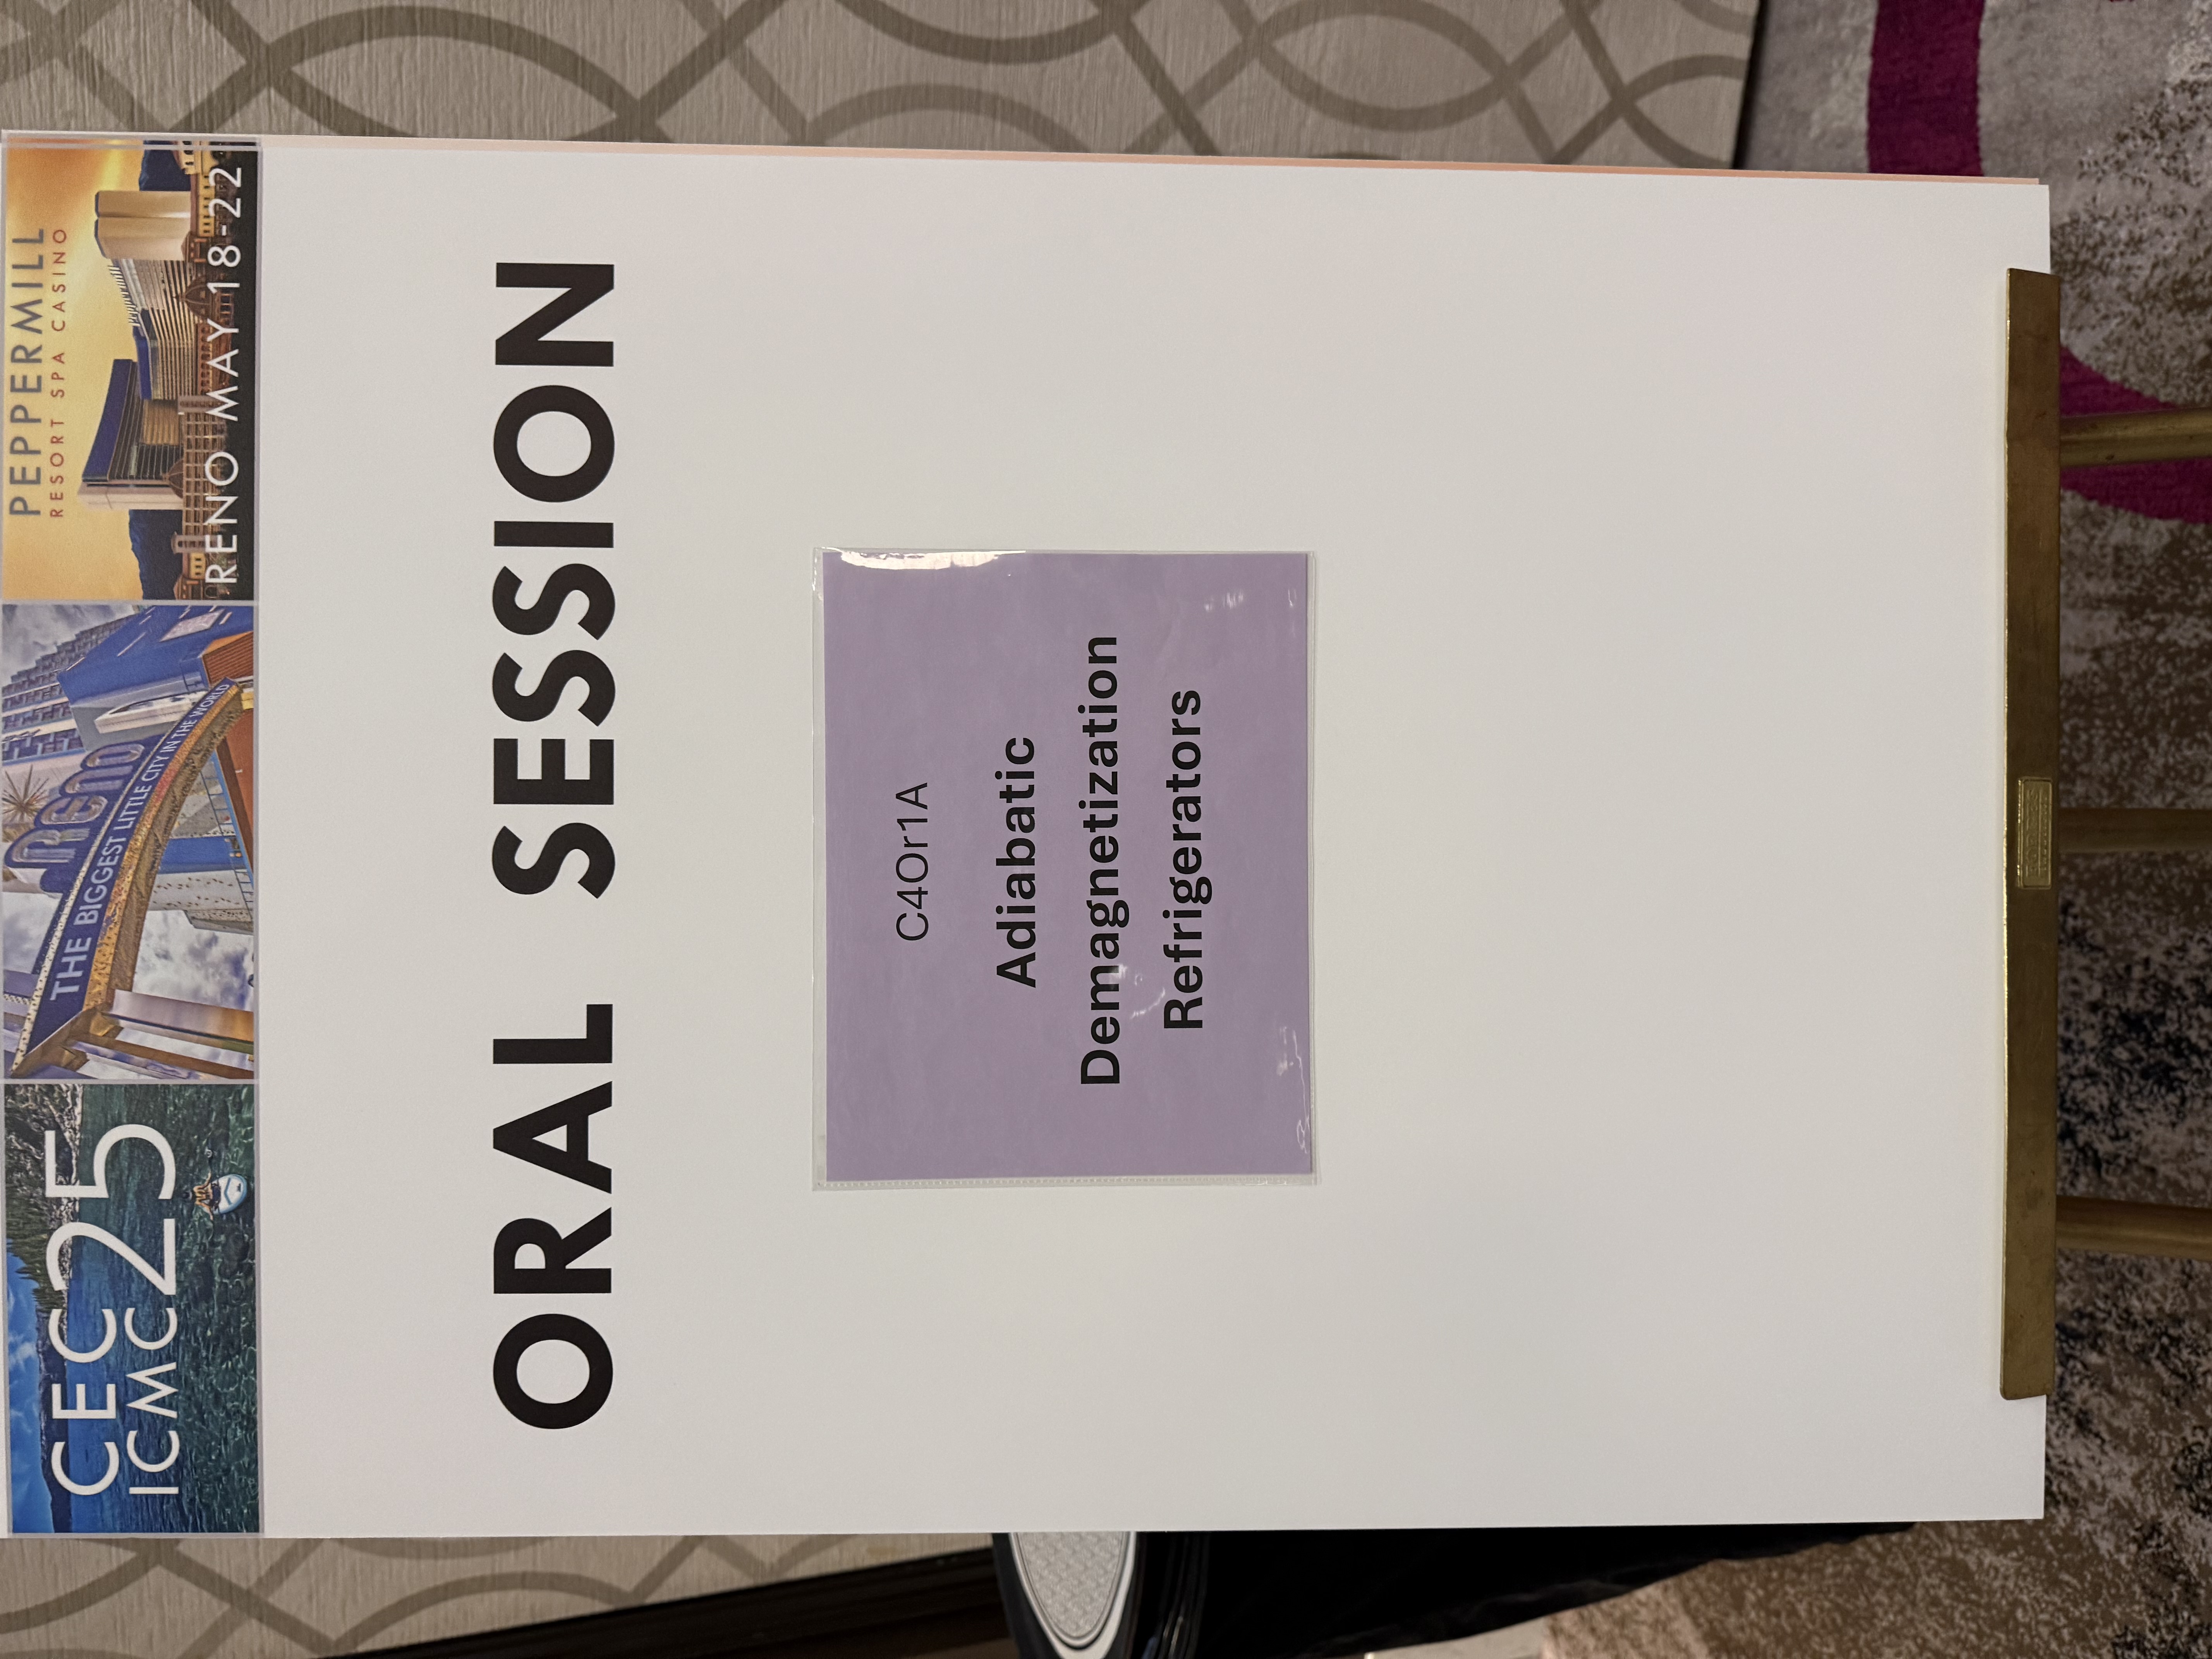 CEC
ICMC
25
Reno
THE BIGGEST LITTLE CITY IN THE WORLD
PEPPERMILL
RESORT SPA CASINO
RENO MAY 18-22
ORAL SESSION
C4Or1A
Adiabatic
Demagnetization
Refrigerators